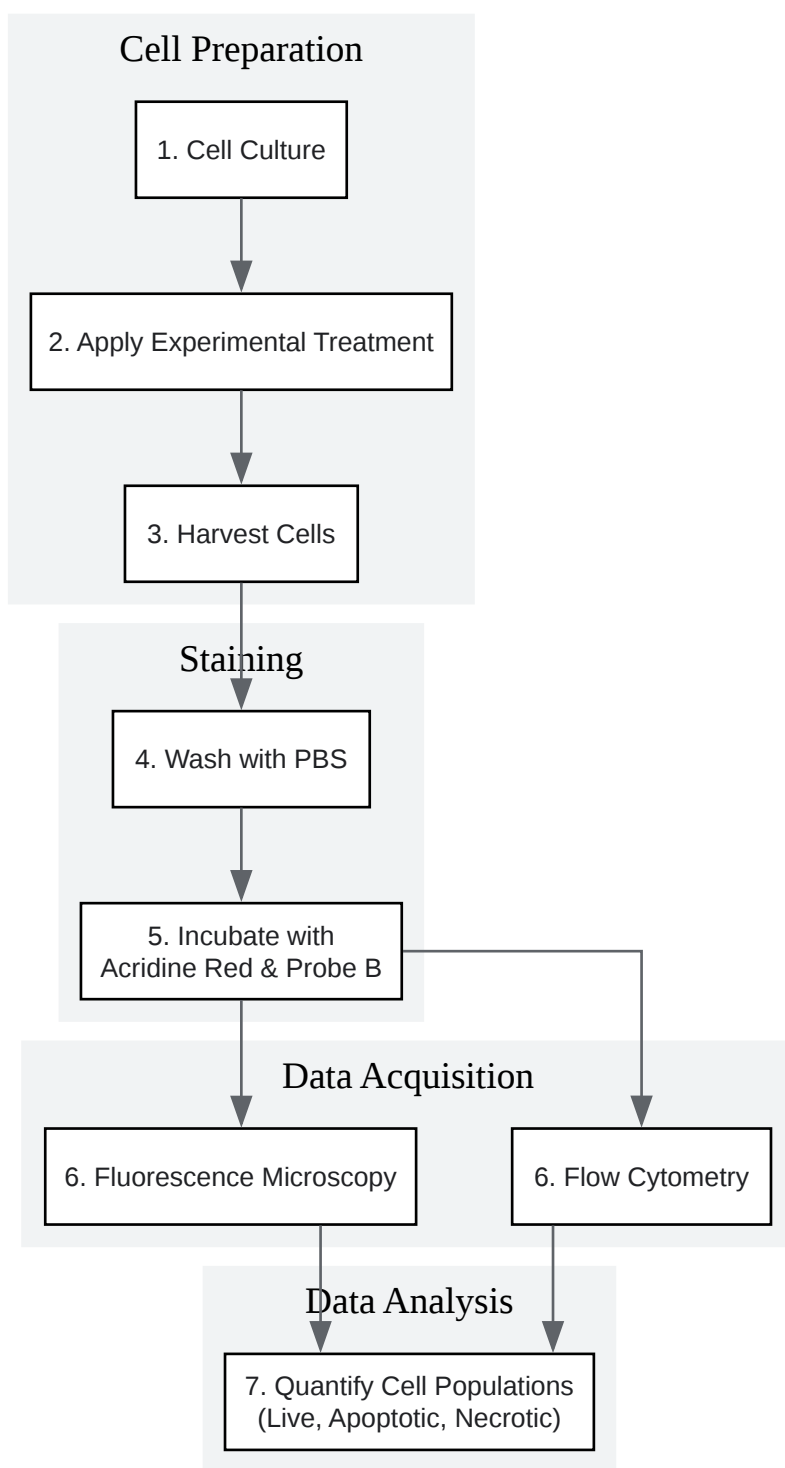 Cell Preparation
1. Cell Culture
2. Apply Experimental Treatment
3. Harvest Cells
Staining
4. Wash with PBS
5. Incubate with
Acridine Red & Probe B
Data Acquisition
6. Fluorescence Microscopy
6. Flow Cytometry
Data Analysis
7. Quantify Cell Populations
(Live, Apoptotic, Necrotic)